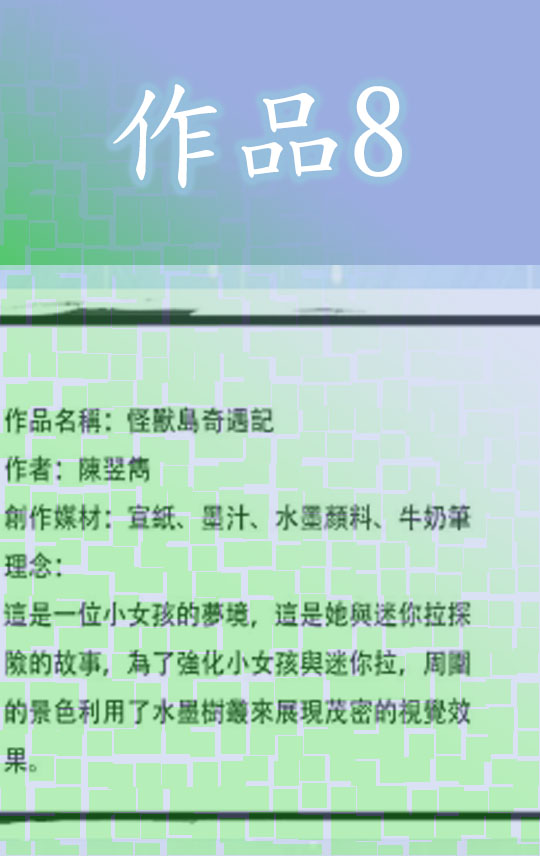 作品8
作品名稱：怪獸島奇遇記
作者：陳翌雋
創作媒材：宣紙、墨汁、水墨顏料、牛奶筆
理念：
這是一位小女孩的夢境，這是她與迷你拉探
險的故事，為了強化小女孩與迷你拉，周圍
的景色利用了水墨樹叢來展現茂密的視覺效
果。